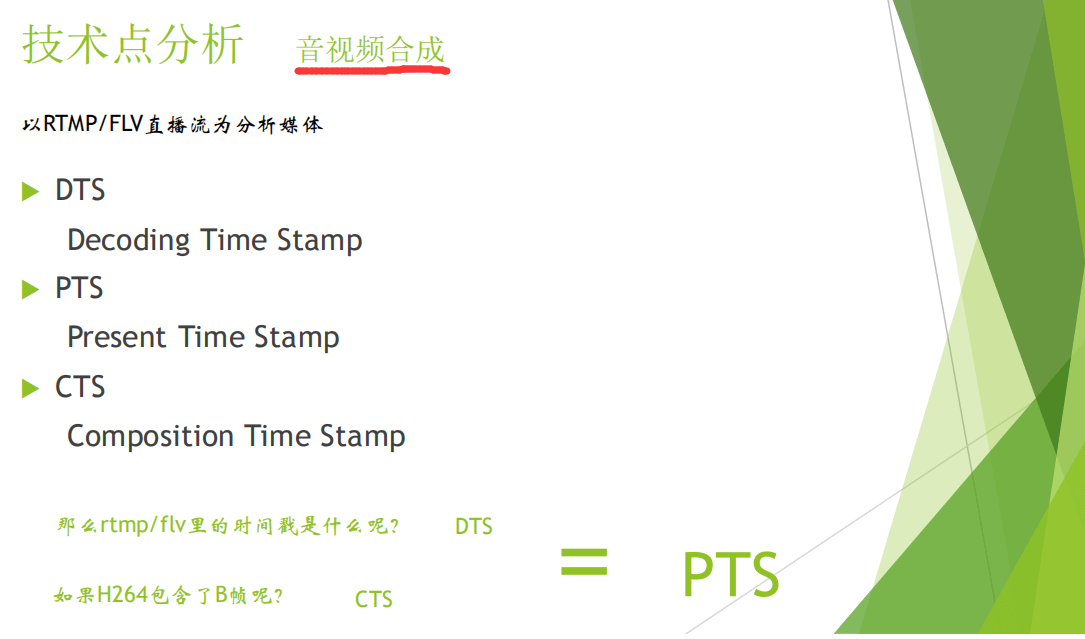 技术点分析 音视频合成
以RTMP/FLV直播流为分析媒体
DTS
Decoding Time Stamp
PTS
Present Time Stamp
CTS
Composition Time Stamp
那么rtmp/flv里的时间戳是什么呢? DTS
= PTS
如果H264包含了B帧呢? CTS